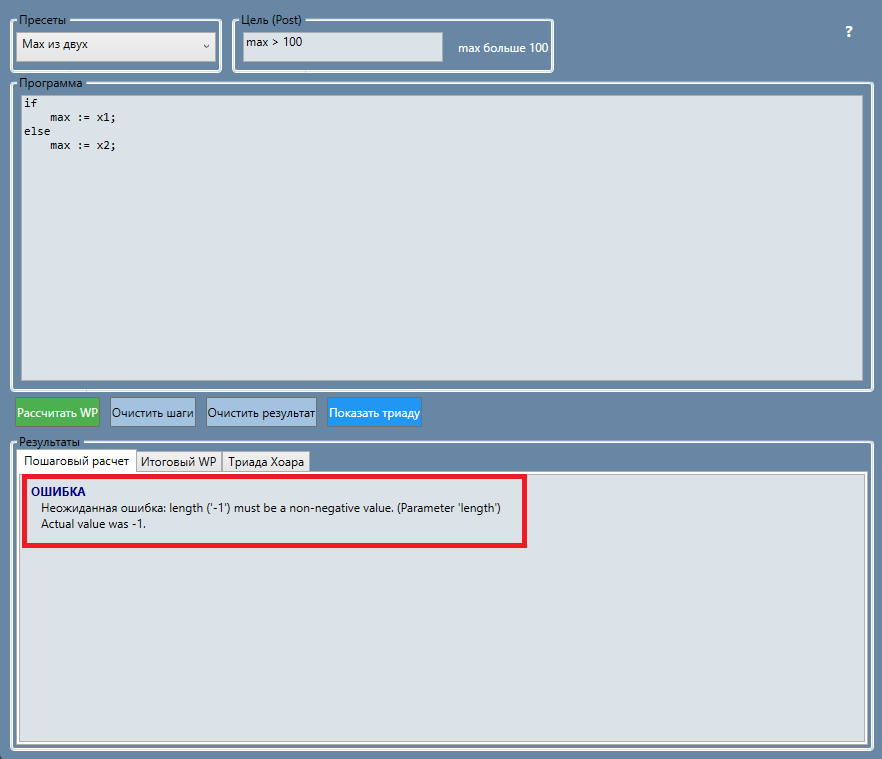 Пресеты
Max из двух
Цель (Post)
max > 100
max больше 100
?
Программа
if
max := x1;
else
max := x2;
Рассчитать WP
Очистить шаги
Очистить результат
Показать триаду
Результаты
Пошаговый расчет
Итоговый WP
Триада Хоара
ОШИБКА
Неожиданная ошибка: length ('-1') must be a non-negative value. (Parameter 'length')
Actual value was -1.